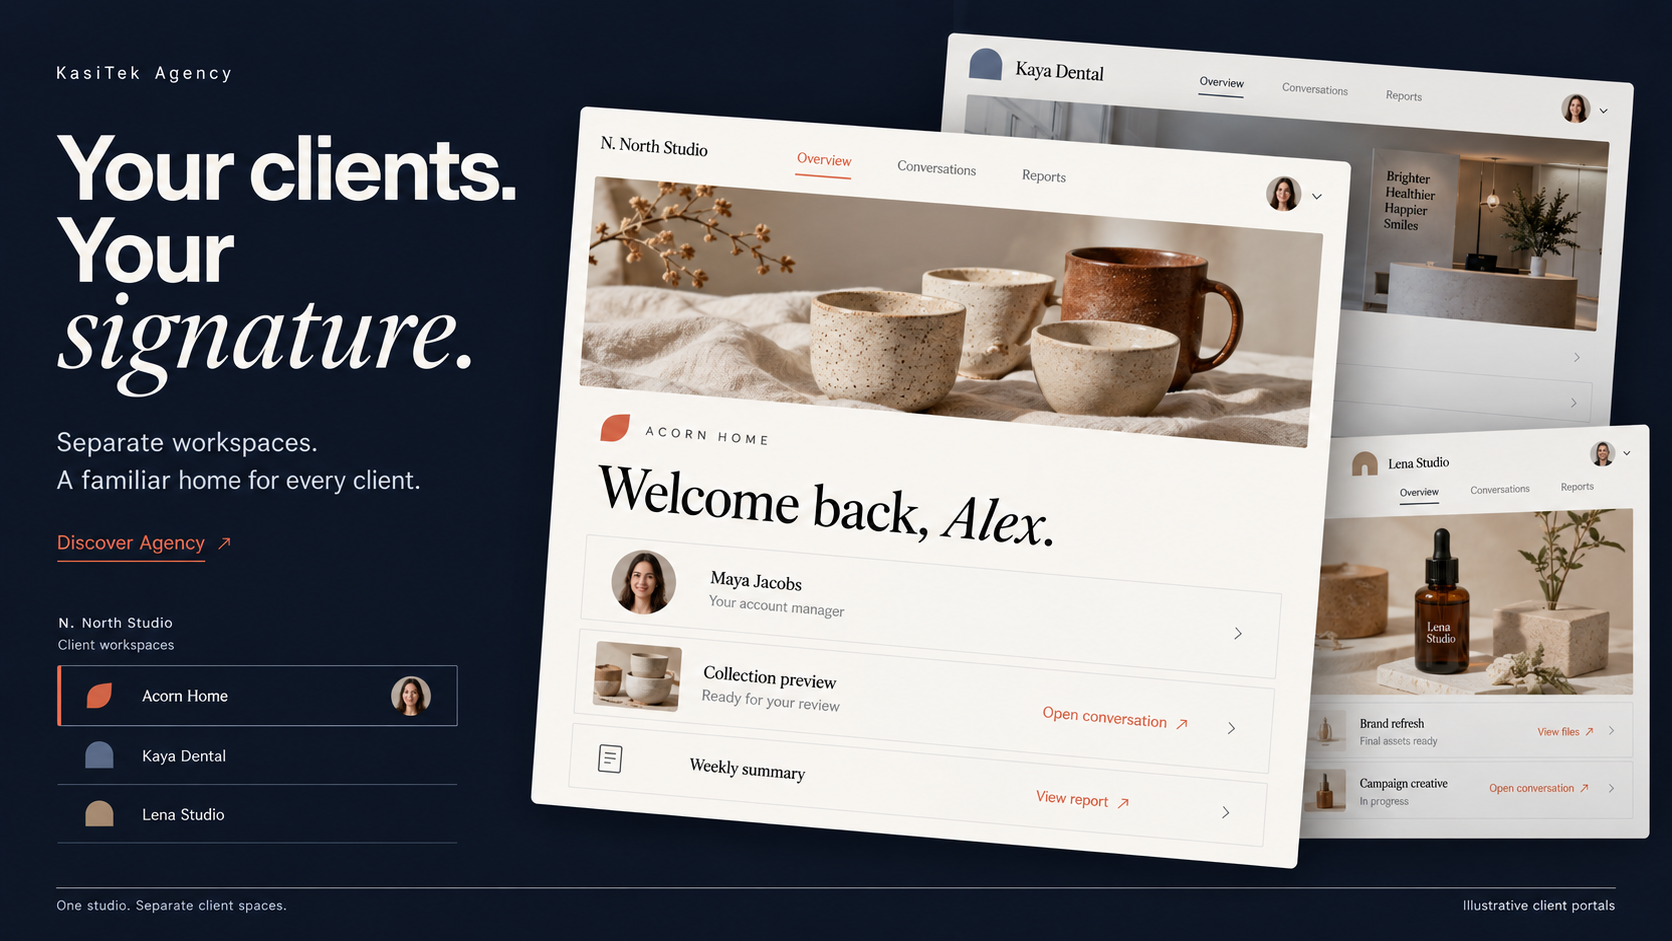 KasiTek Agency
Your clients.
Your
signature.
Separate workspaces.
A familiar home for every client.
Discover Agency ↗
N. North Studio
Client workspaces
Acorn Home
Kaya Dental
Lena Studio
N. North Studio
Overview
Conversations
Reports
ACORN HOME
Welcome back, Alex.
Maya Jacobs
Your account manager
Collection preview
Ready for your review
Open conversation ↗
Weekly summary
View report ↗
Kaya Dental
Overview
Conversations
Reports
Brighter
Healthier
Happier
Smiles
Lena Studio
Overview
Conversations
Reports
Lena
Studio
Brand refresh
Final assets ready
View files ↗
Campaign creative
In progress
Open conversation ↗
One studio. Separate client spaces.
Illustrative client portals